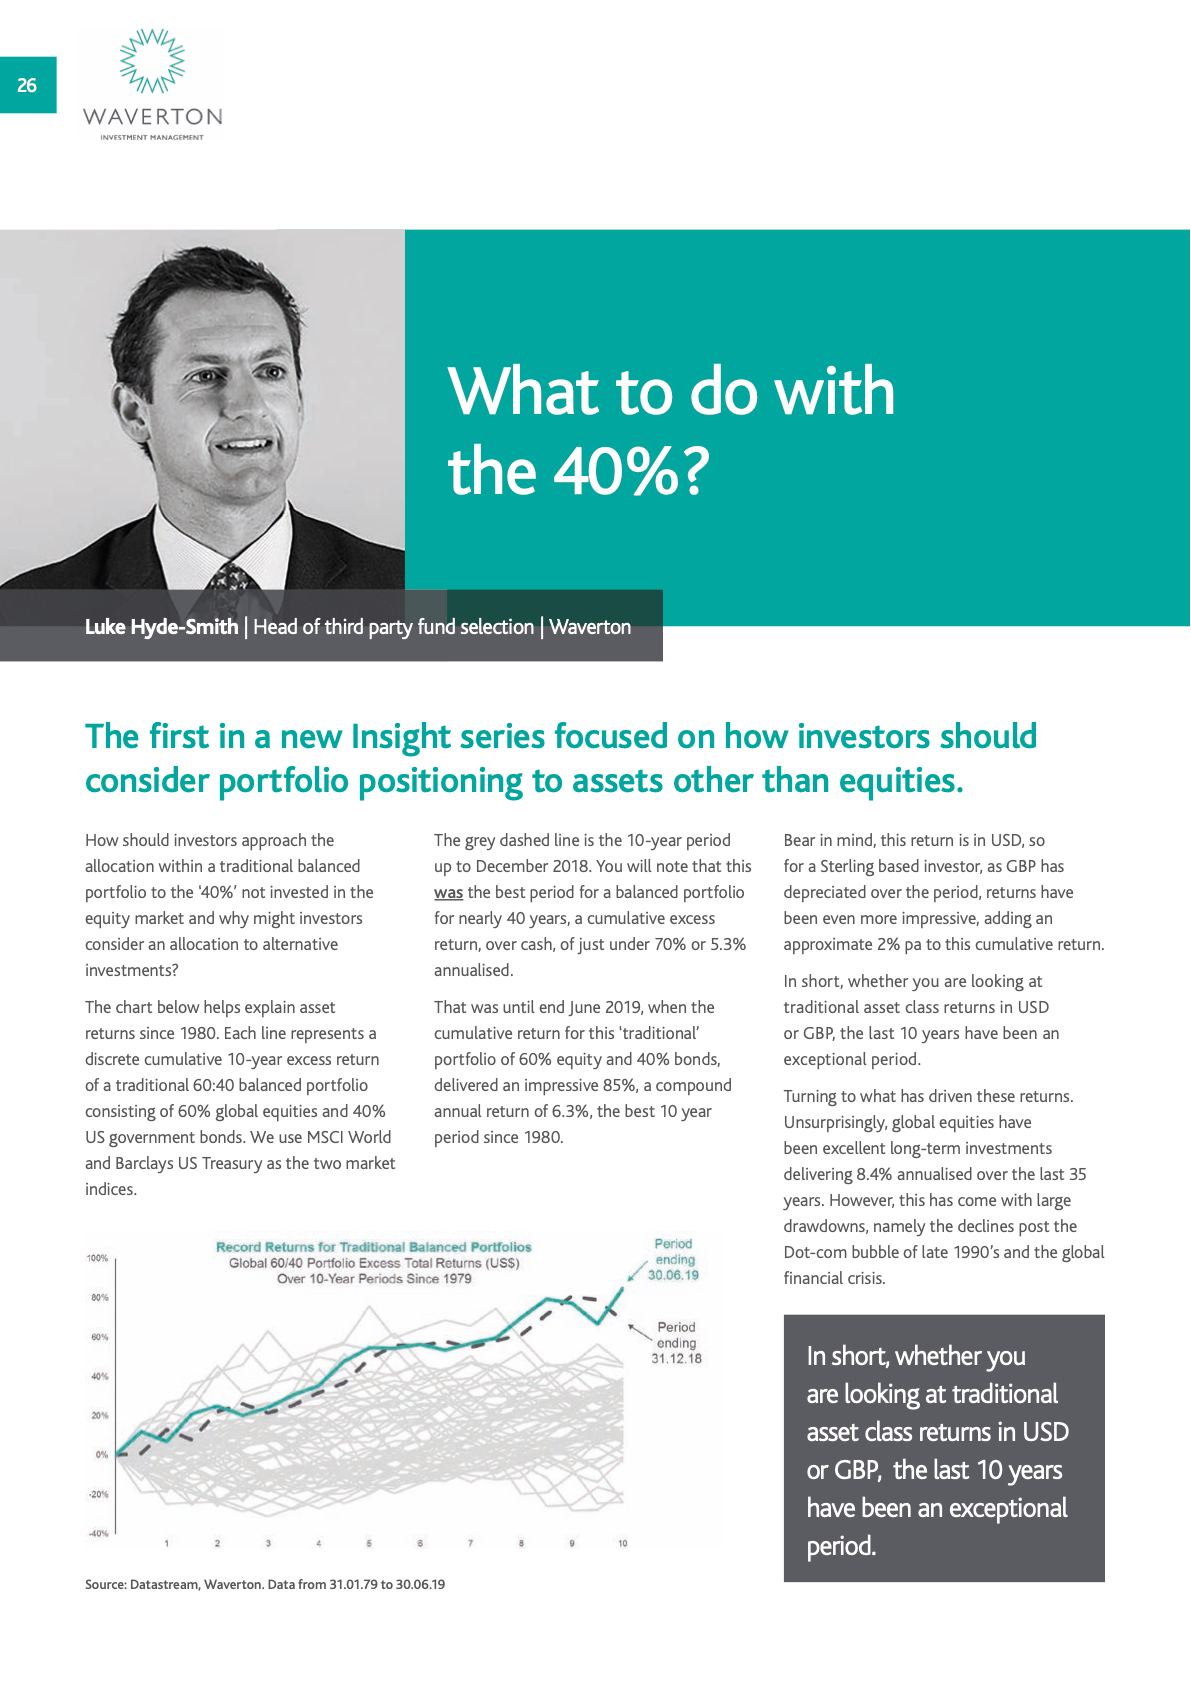 26
WAVERTON
INVESTMENT MANAGEMENT
What to do with
the 40%?
Luke Hyde-Smith | Head of third party fund selection | Waverton
The first in a new Insight series focused on how investors should
consider portfolio positioning to assets other than equities.
How should investors approach the
allocation within a traditional balanced
portfolio to the ‘40%’ not invested in the
equity market and why might investors
consider an allocation to alternative
investments?
The chart below helps explain asset
returns since 1980. Each line represents a
discrete cumulative 10-year excess return
of a traditional 60:40 balanced portfolio
consisting of 60% global equities and 40%
US government bonds. We use MSCI World
and Barclays US Treasury as the two market
indices.
The grey dashed line is the 10-year period
up to December 2018. You will note that this
was the best period for a balanced portfolio
for nearly 40 years, a cumulative excess
return, over cash, of just under 70% or 5.3%
annualised.
That was until end June 2019, when the
cumulative return for this ‘traditional’
portfolio of 60% equity and 40% bonds,
delivered an impressive 85%, a compound
annual return of 6.3%, the best 10 year
period since 1980.
Bear in mind, this return is in USD, so
for a Sterling based investor, as GBP has
depreciated over the period, returns have
been even more impressive, adding an
approximate 2% pa to this cumulative return.
In short, whether you are looking at
traditional asset class returns in USD
or GBP, the last 10 years have been an
exceptional period.
Turning to what has driven these returns.
Unsurprisingly, global equities have
been excellent long-term investments
delivering 8.4% annualised over the last 35
years. However, this has come with large
drawdowns, namely the declines post the
Dot-com bubble of late 1990’s and the global
financial crisis.
Record Returns for Traditional Balanced Portfolios
Global 60/40 Portfolio Excess Total Returns (US$)
Over 10-Year Periods Since 1979
Period
ending
30.06.19
Period
ending
31.12.18
100%
80%
60%
40%
20%
0%
-20%
-40%
1 2 3 4 5 6 7 8 9 10
Source: Datastream, Waverton. Data from 31.01.79 to 30.06.19
In short, whether you
are looking at traditional
asset class returns in USD
or GBP, the last 10 years
have been an exceptional
period.